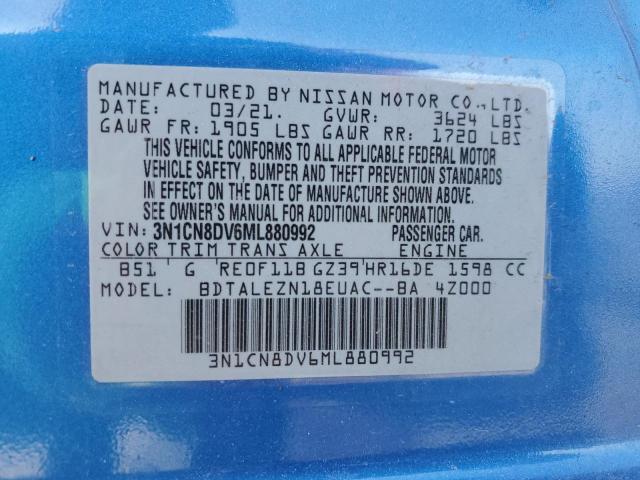 MANUFACTURED BY NISSAN MOTOR CO.,LTD.
DATE: 03/21. GVWR: 3624 LBS
GAWR FR: 1905 LBS GAWR RR: 1720 LBS
THIS VEHICLE CONFORMS TO ALL APPLICABLE FEDERAL MOTOR
VEHICLE SAFETY, BUMPER AND THEFT PREVENTION STANDARDS
IN EFFECT ON THE DATE OF MANUFACTURE SHOWN ABOVE.
SEE OWNER'S MANUAL FOR ADDITIONAL INFORMATION.
VIN: 3N1CN8DV6ML880992 PASSENGER CAR.
COLOR TRIM TRANS AXLE ENGINE
B51 G RE0F11B GZ39 HR16DE 1598 CC
MODEL BDTALEZN18EUAC--BA 4Z000
3N1CN8DV6ML880992